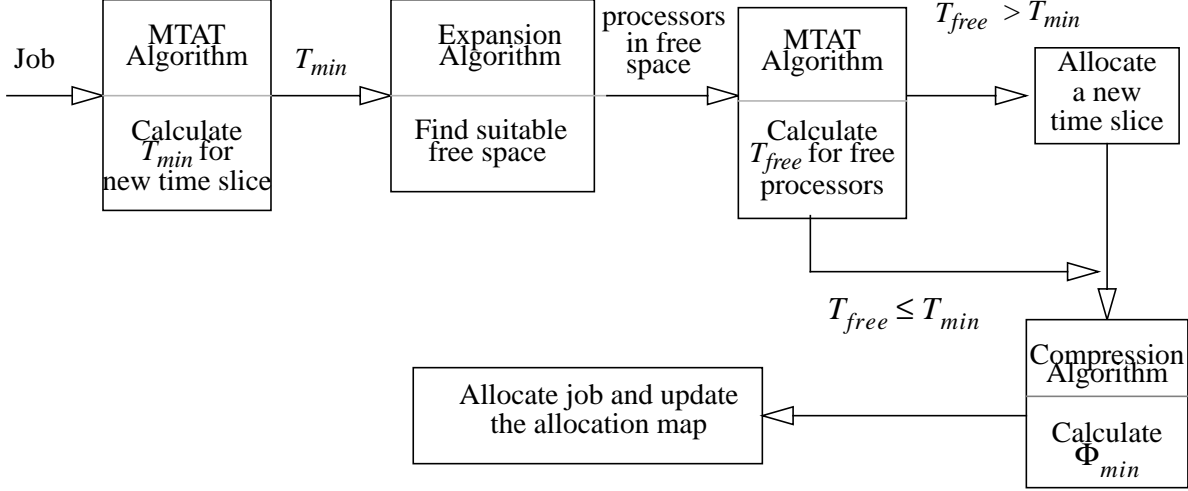 Job
MTAT
Algorithm
Calculate
T_min for
new time slice
T_min
Expansion
Algorithm
Find suitable
free space
processors
in free
space
MTAT
Algorithm
Calculate
T_free for free
processors
T_free > T_min
Allocate
a new
time slice
T_free ≤ T_min
Compression
Algorithm
Calculate
Φ_min
Allocate job and update
the allocation map